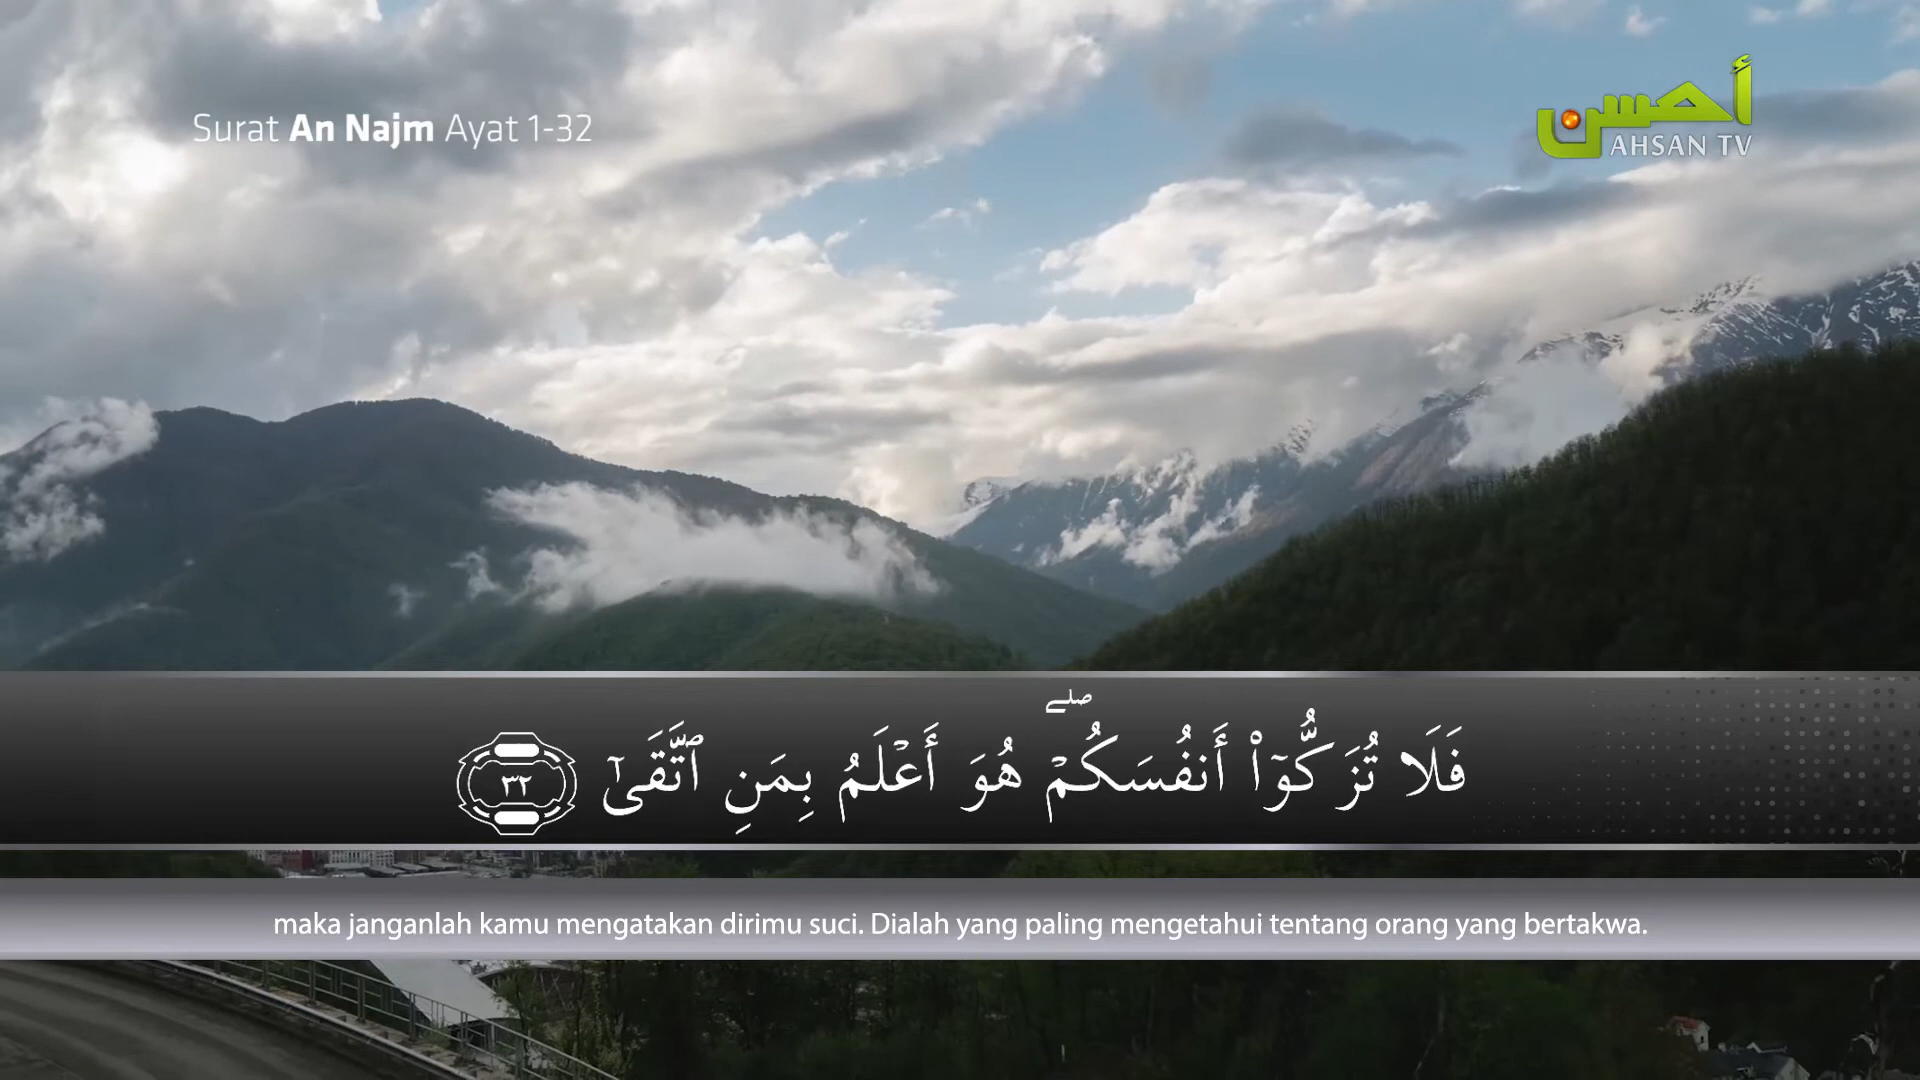 Surat An Najm Ayat 1-32
أحسن
AHSAN TV
فَلَا تُزَكُّوٓا۟ أَنفُسَكُمْ ۖ هُوَ أَعْلَمُ بِمَنِ ٱتَّقَىٰٓ ٣٢
maka janganlah kamu mengatakan dirimu suci. Dialah yang paling mengetahui tentang orang yang bertakwa.